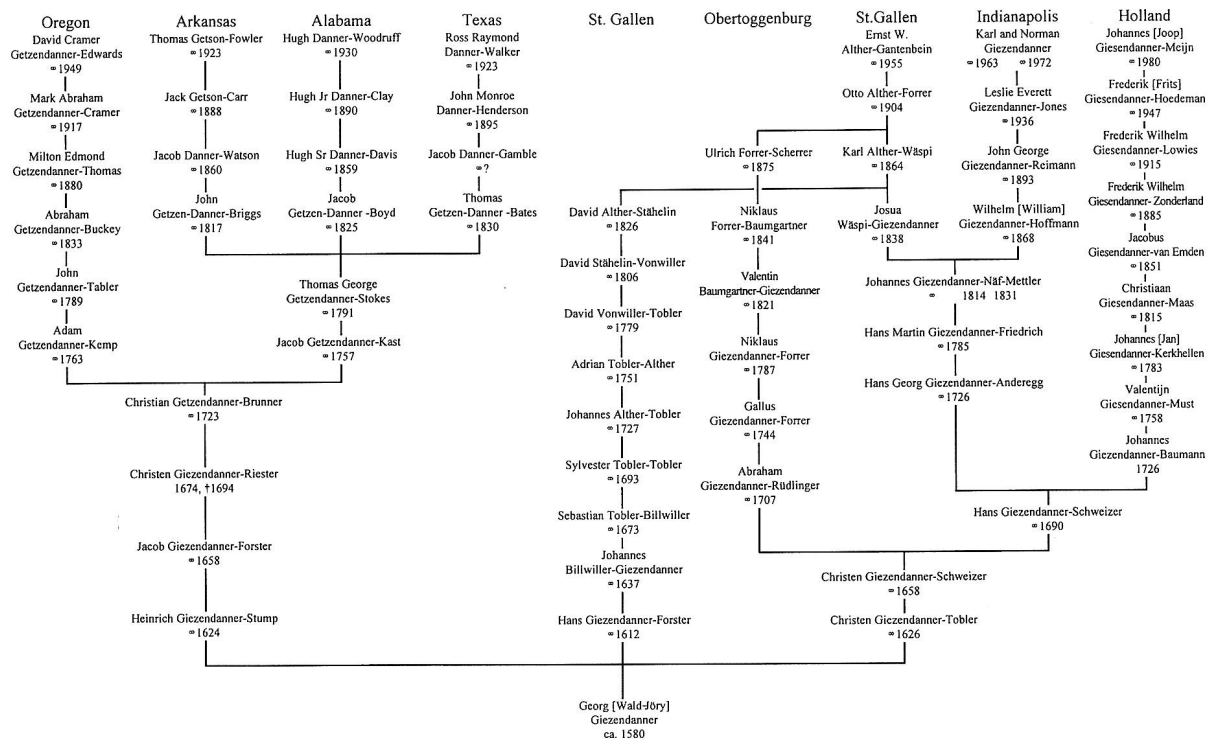 Oregon
David Cramer
Getzendanner-Edwards
∞ 1949
Mark Abraham
Getzendanner-Cramer
∞ 1917
Milton Edmond
Getzendanner-Thomas
∞ 1880
Abraham
Getzendanner-Buckey
∞ 1833
John
Getzendanner-Tabler
∞ 1789
Adam
Getzendanner-Kemp
∞ 1763
Arkansas
Thomas Getson-Fowler
∞ 1923
Jack Getson-Carr
∞ 1888
Jacob Danner-Watson
∞ 1860
John
Getzen-Danner-Briggs
∞ 1817
Alabama
Hugh Danner-Woodruff
∞ 1930
Hugh Jr Danner-Clay
∞ 1890
Hugh Sr Danner-Davis
∞ 1859
Jacob
Getzen-Danner -Boyd
∞ 1825
Texas
Ross Raymond
Danner-Walker
∞ 1923
John Monroe
Danner-Henderson
∞ 1895
Jacob Danner-Gamble
∞ ?
Thomas
Getzen-Danner -Bates
∞ 1830
Thomas George
Getzendanner-Stokes
∞ 1791
Jacob Getzendanner-Kast
∞ 1757
Christian Getzendanner-Brunner
∞ 1723
Christen Giezendanner-Riester
1674, †1694
Jacob Giezendanner-Forster
∞ 1658
Heinrich Giezendanner-Stump
∞ 1624
St. Gallen
David Alther-Stähelin
∞ 1826
David Stähelin-Vonwiller
∞ 1806
David Vonwiller-Tobler
∞ 1779
Adrian Tobler-Alther
∞ 1751
Johannes Alther-Tobler
∞ 1727
Sylvester Tobler-Tobler
∞ 1693
Sebastian Tobler-Billwiller
∞ 1673
Johannes
Billwiller-Giezendanner
∞ 1637
Hans Giezendanner-Forster
∞ 1612
Obertoggenburg
Ulrich Forrer-Scherrer
∞ 1875
Niklaus
Forrer-Baumgartner
∞ 1841
Valentin
Baumgartner-Giezendanner
∞ 1821
Niklaus
Giezendanner-Forrer
∞ 1787
Gallus
Giezendanner-Forrer
∞ 1744
Abraham
Giezendanner-Rüdlinger
∞ 1707
St.Gallen
Ernst W.
Alther-Gantenbein
∞ 1955
Otto Alther-Forrer
∞ 1904
Karl Alther-Wäspi
∞ 1864
Josua
Wäspi-Giezendanner
∞ 1838
Indianapolis
Karl and Norman
Giezendanner
∞ 1963 ∞ 1972
Leslie Everett
Giezendanner-Jones
∞ 1936
John George
Giezendanner-Reimann
∞ 1893
Wilhelm [William]
Giezendanner-Hoffmann
∞ 1868
Johannes Giezendanner-Näf-Mettler
∞ 1814 1831
Hans Martin Giezendanner-Friedrich
∞ 1785
Hans Georg Giezendanner-Anderegg
∞ 1726
Holland
Johannes [Joop]
Giesendanner-Meijn
∞ 1980
Frederik [Frits]
Giesendanner-Hoedeman
∞ 1947
Frederik Wilhelm
Giesendanner-Lowies
∞ 1915
Frederik Wilhelm
Giesendanner- Zonderland
∞ 1885
Jacobus
Giesendanner-van Emden
∞ 1851
Christiaan
Giesendanner-Maas
∞ 1815
Johannes [Jan]
Giesendanner-Kerkhellen
∞ 1783
Valentijn
Giesendanner-Must
∞ 1758
Johannes
Giezendanner-Baumann
1726
Hans Giezendanner-Schweizer
∞ 1690
Christen Giezendanner-Schweizer
∞ 1658
Christen Giezendanner-Tobler
∞ 1626
Georg [Wald-Jöry]
Giezendanner
ca. 1580